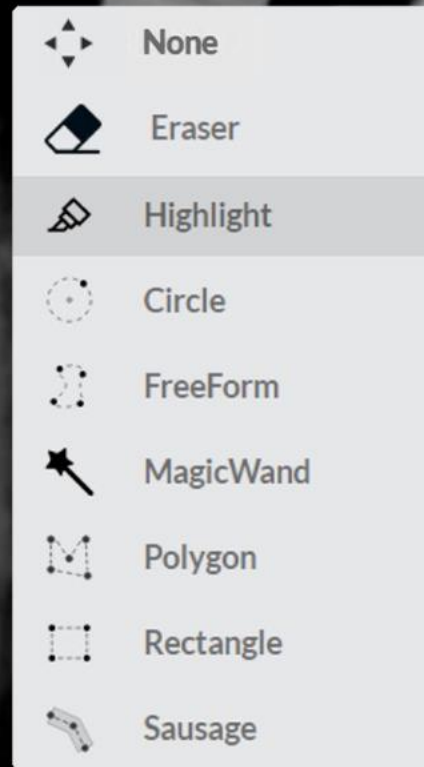 None
Eraser
Highlight
Circle
FreeForm
MagicWand
Polygon
Rectangle
Sausage